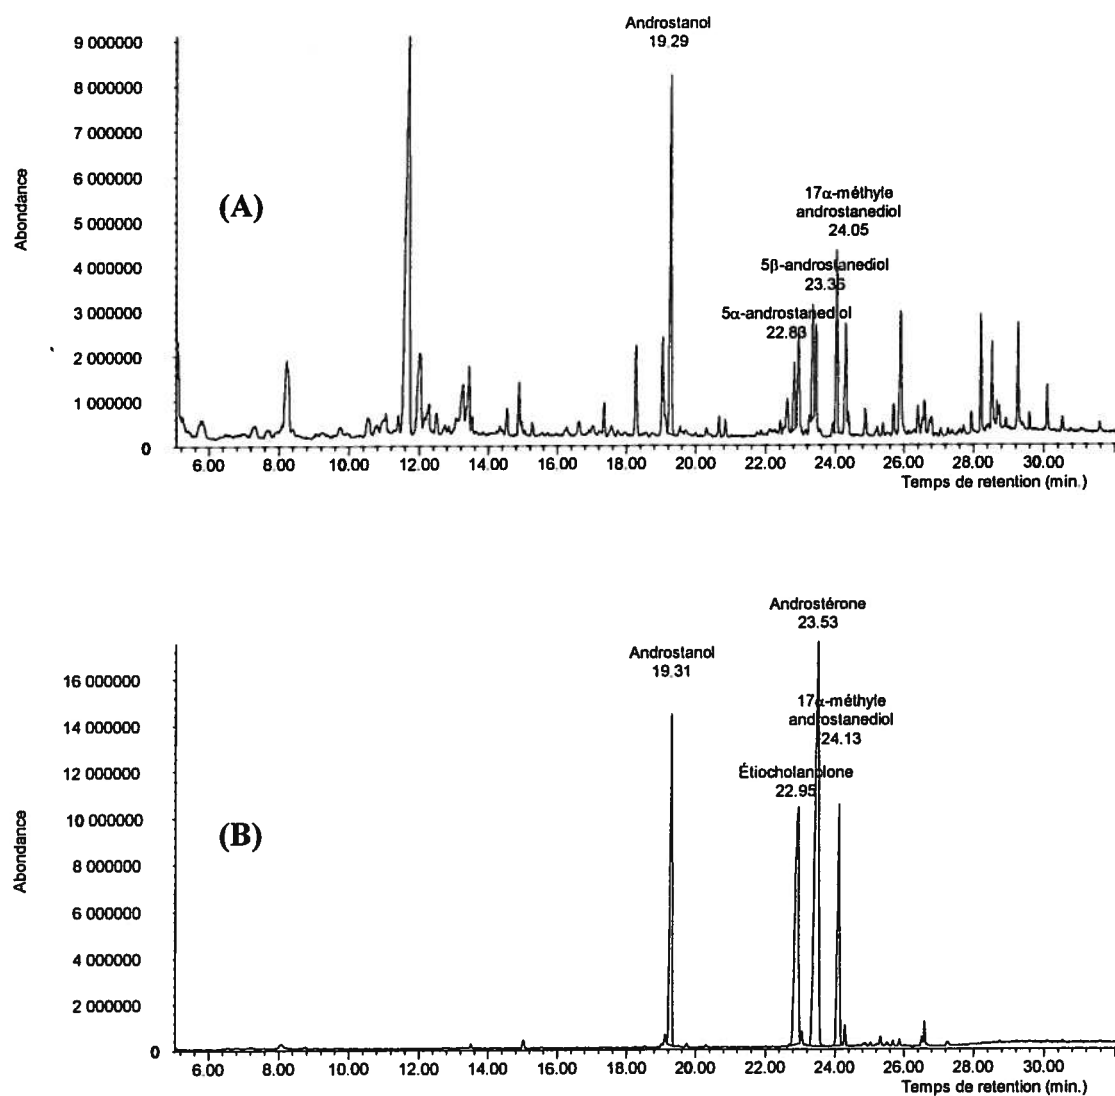 Androstanol
19.29
9 000000
8 000000
7 000000
6 000000
5 000000
4 000000
3 000000
2 000000
1 000000
0
Abondance
(A)
17α-méthyle
androstanediol
24.05
5β-androstanediol
23.36
5α-androstanediol
22.83
6.00 8.00 10.00 12.00 14.00 16.00 18.00 20.00 22.00 24.00 26.00 28.00 30.00
Temps de retention (min.)
Androstérone
23.53
Androstanol
19.31
17α-méthyle
androstanediol
24.13
Étiocholanolone
22.95
16 000000
14 000000
12 000000
10 000000
8 000000
6 000000
4 000000
2 000000
0
Abondance
(B)
6.00 8.00 10.00 12.00 14.00 16.00 18.00 20.00 22.00 24.00 26.00 28.00 30.00
Temps de retention (min.)